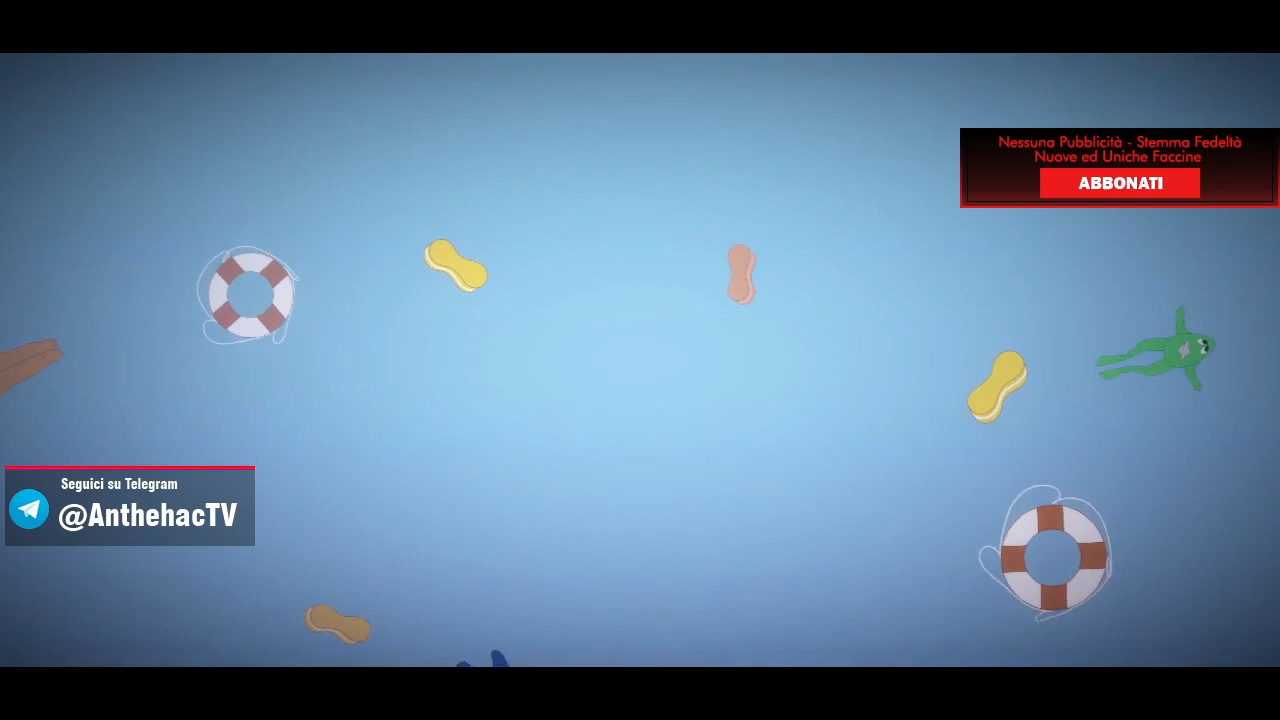 Nessuna Pubblicità - Stemma Fedeltà
Nuove ed Uniche Faccine
ABBONATI
Seguici su Telegram
@AnthehacTV